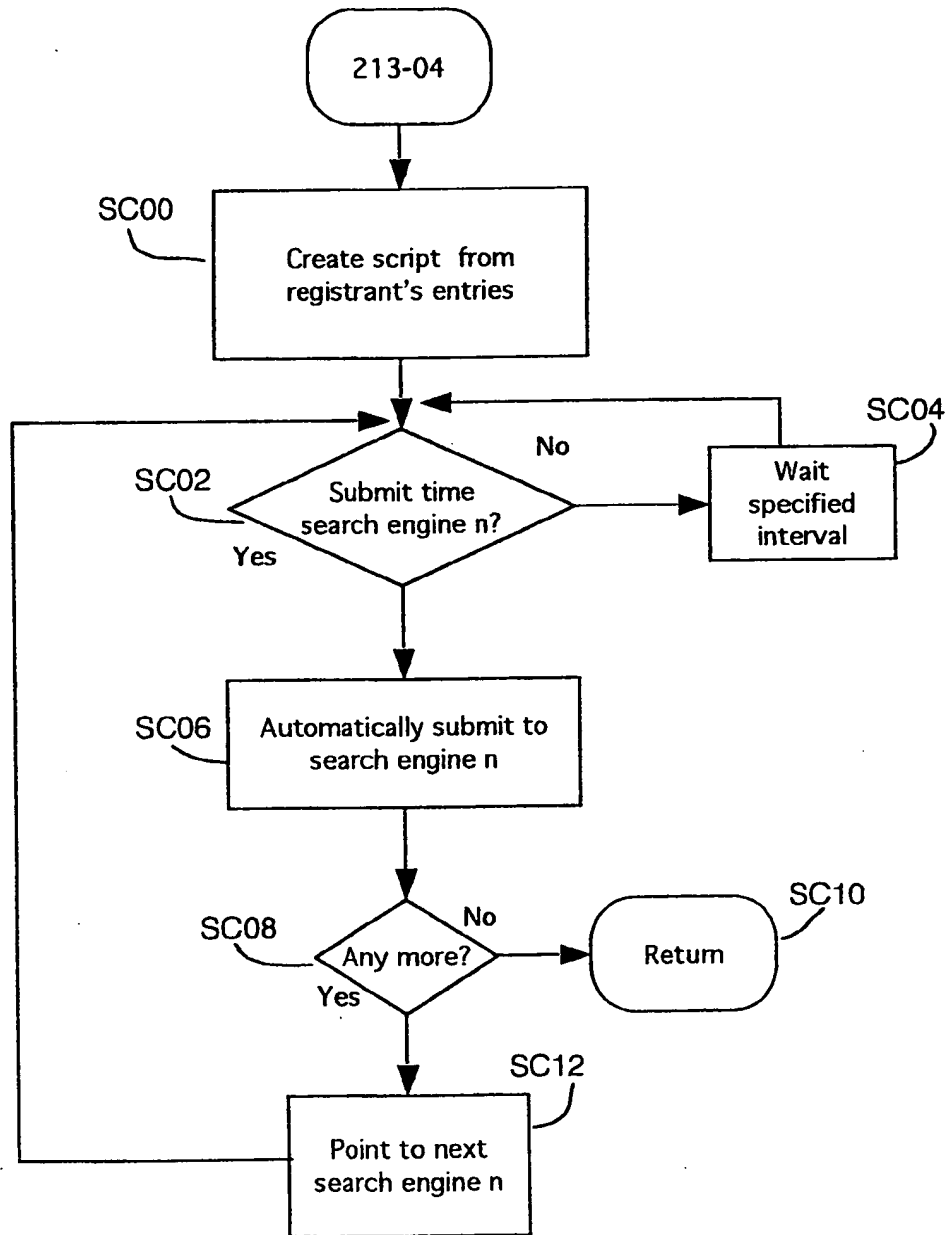 213-04
SC00
Create script from
registrant's entries
SC04
No
Wait
specified
interval
SC02
Submit time
search engine n?
Yes
SC06
Automatically submit to
search engine n
SC10
SC08
No
Any more?
Return
Yes
SC12
Point to next
search engine n